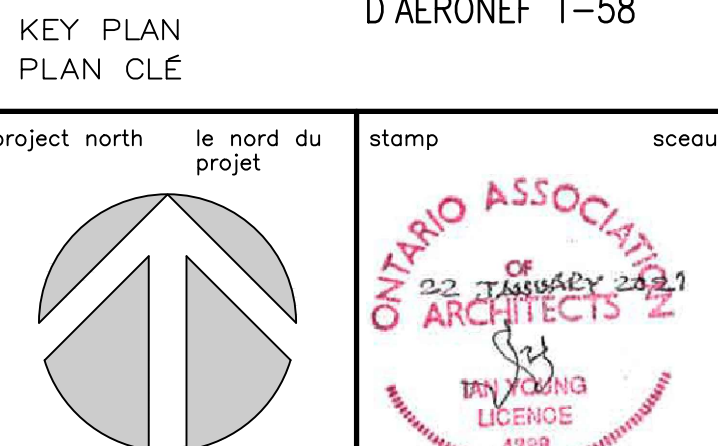 D'AÉRONEF T-58
KEY PLAN
PLAN CLÉ
project north
le nord du
projet
stamp
sceau
ONTARIO ASSOCIATION
OF
22 JANUARY 2021
ARCHITECTS
IAN YOUNG
LICENCE